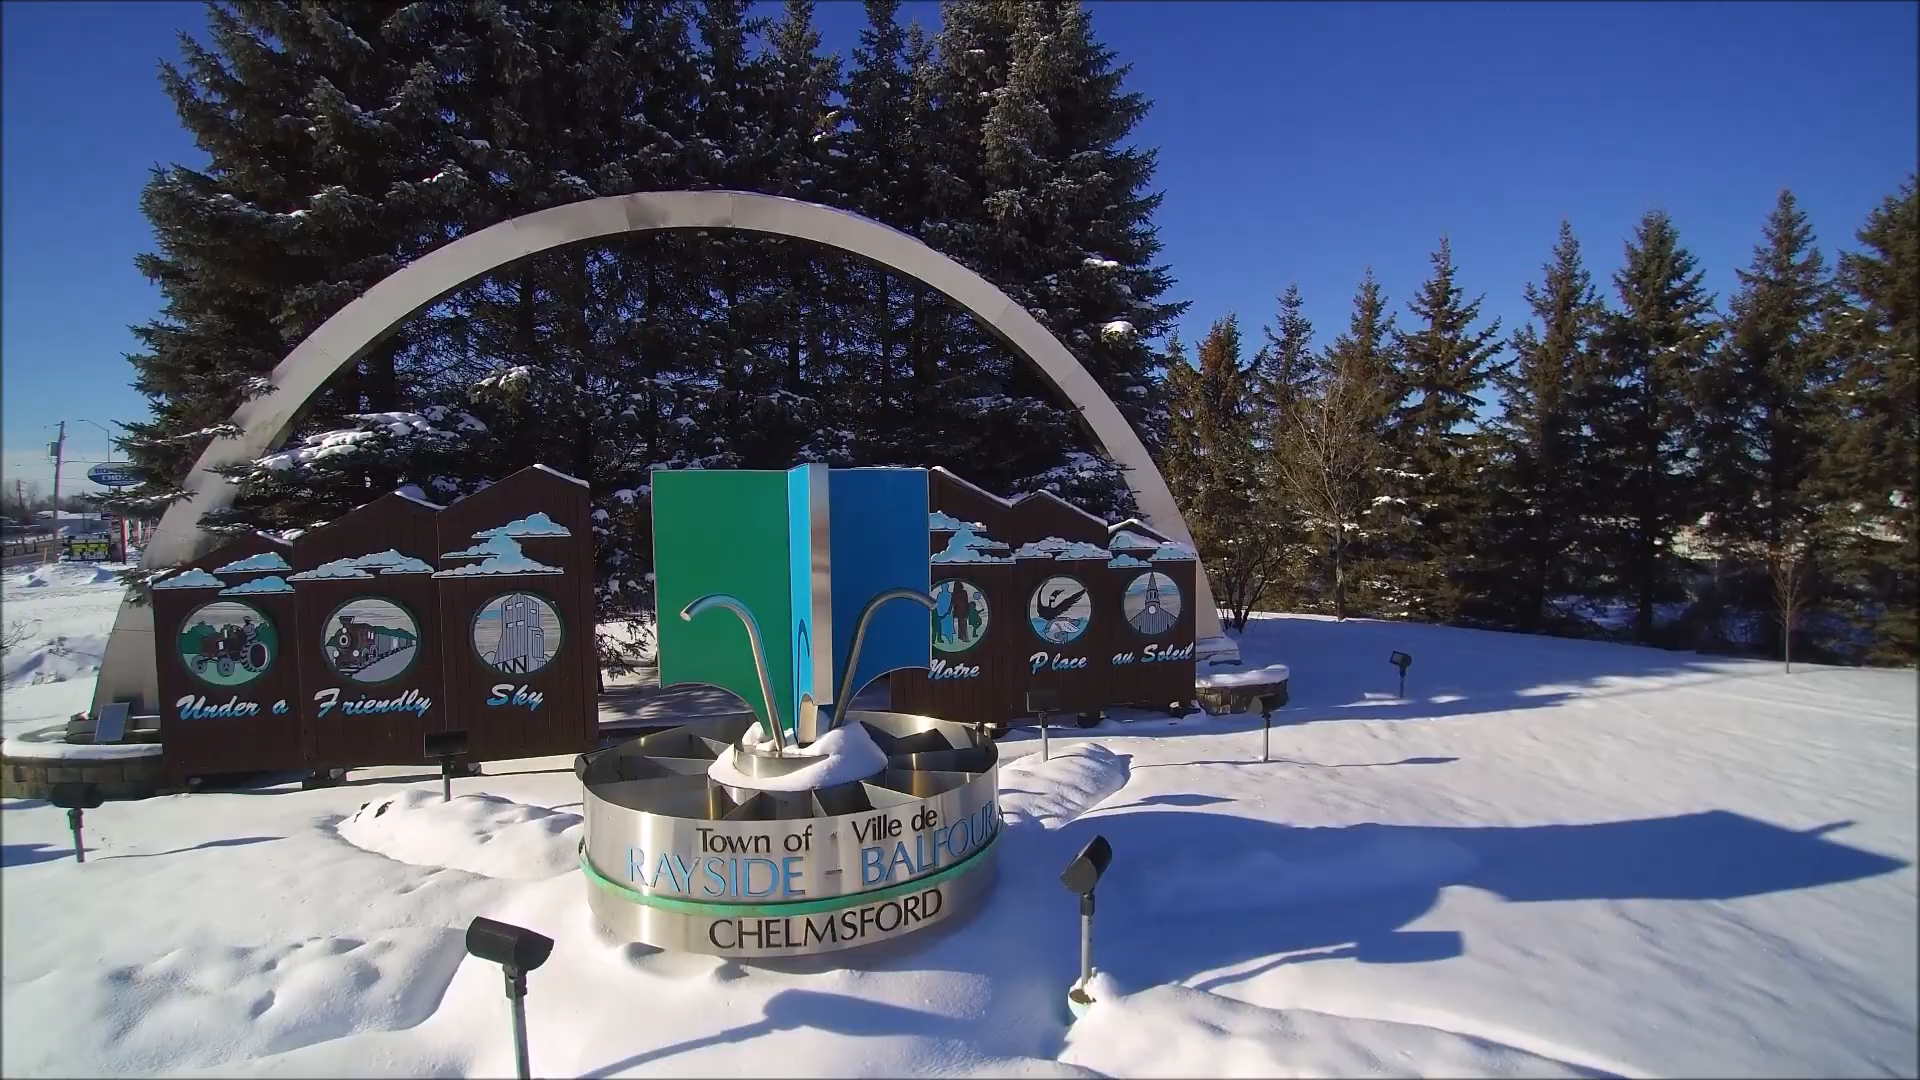 Under a Friendly Sky
Notre Place au Soleil
Town of Ville de
RAYSIDE - BALFOUR
CHELMSFORD